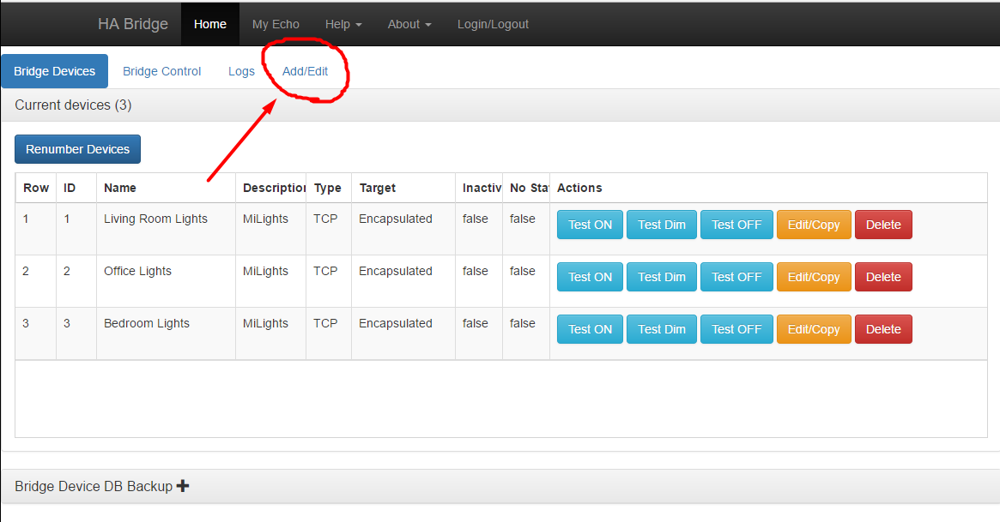 HA Bridge Home My Echo Help About Login/Logout
Bridge Devices Bridge Control Logs Add/Edit
Current devices (3)
Renumber Devices
Row ID Name Description Type Target Inactiv No Sta Actions
1 1 Living Room Lights MiLights TCP Encapsulated false false Test ON Test Dim Test OFF Edit/Copy Delete
2 2 Office Lights MiLights TCP Encapsulated false false Test ON Test Dim Test OFF Edit/Copy Delete
3 3 Bedroom Lights MiLights TCP Encapsulated false false Test ON Test Dim Test OFF Edit/Copy Delete
Bridge Device DB Backup